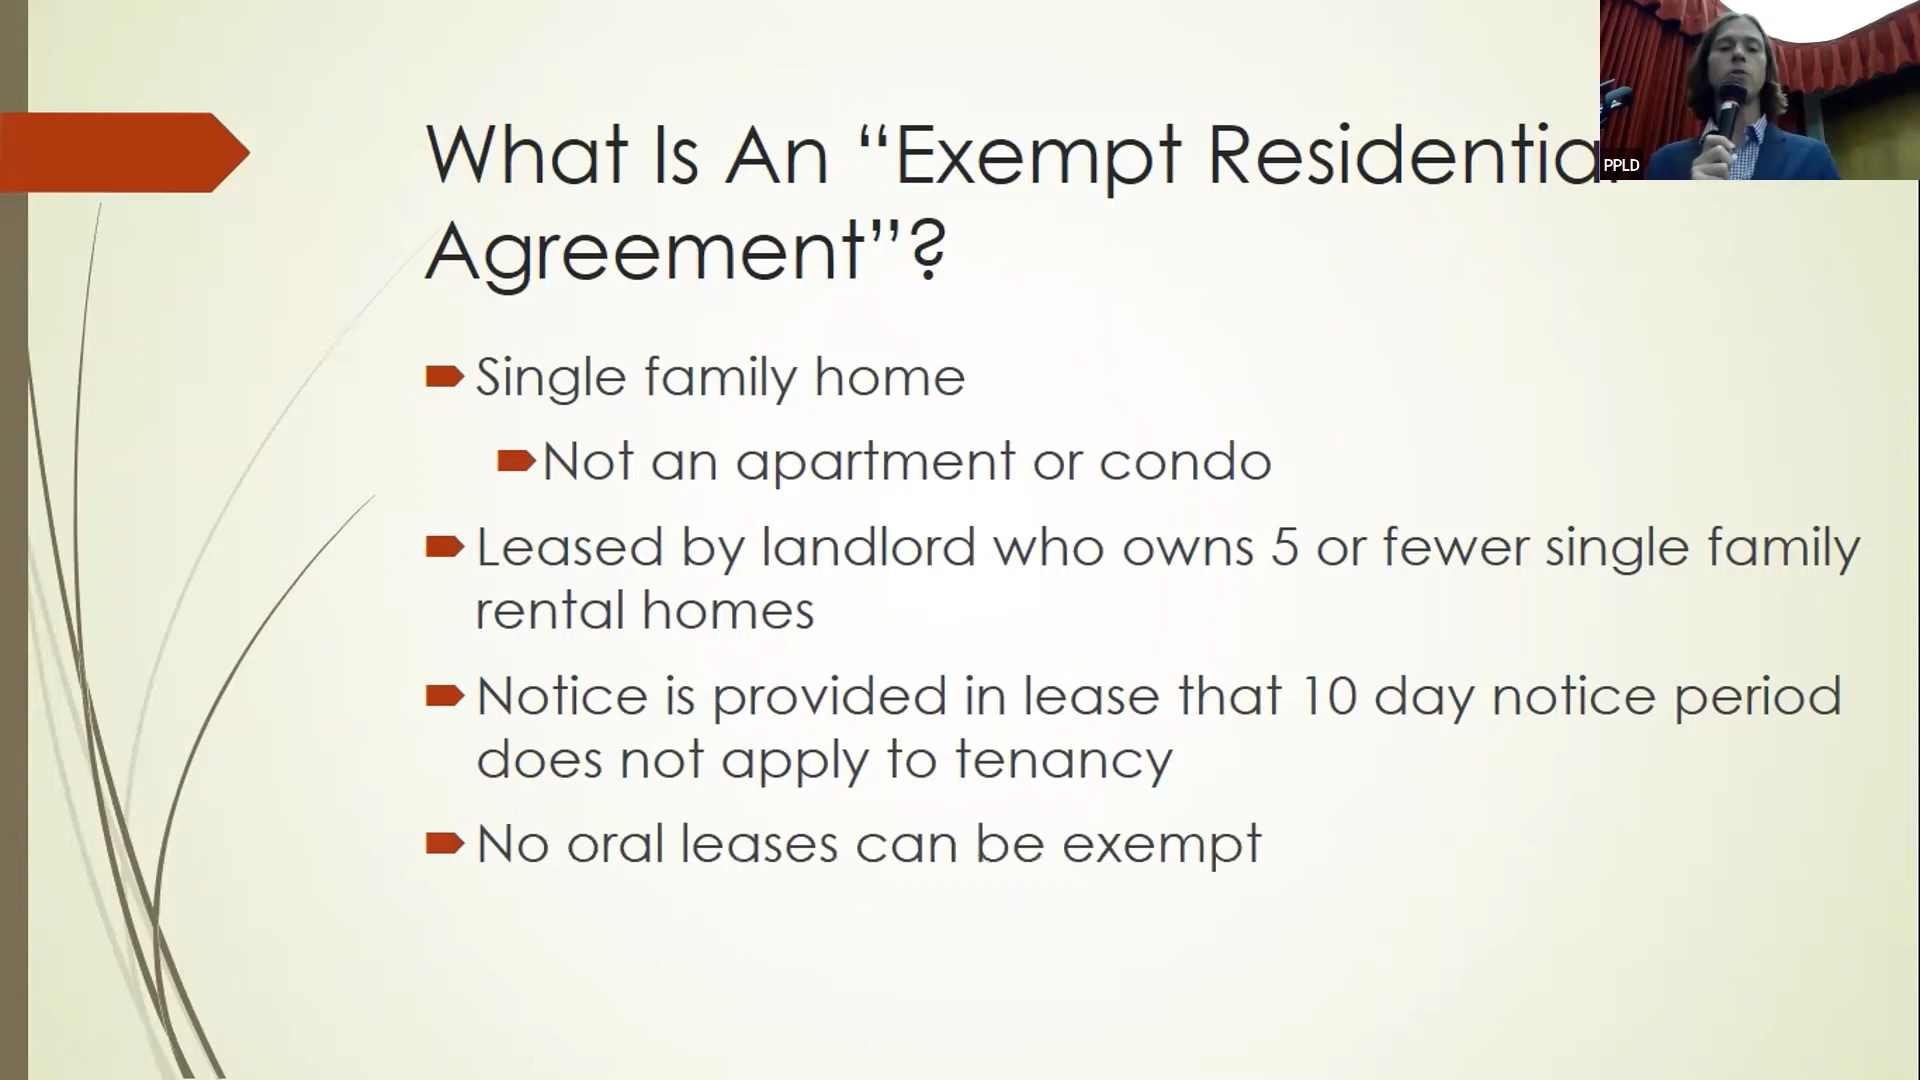 What Is An “Exempt Residential
Agreement”?
Single family home
Not an apartment or condo
Leased by landlord who owns 5 or fewer single family
rental homes
Notice is provided in lease that 10 day notice period
does not apply to tenancy
No oral leases can be exempt
PPLD